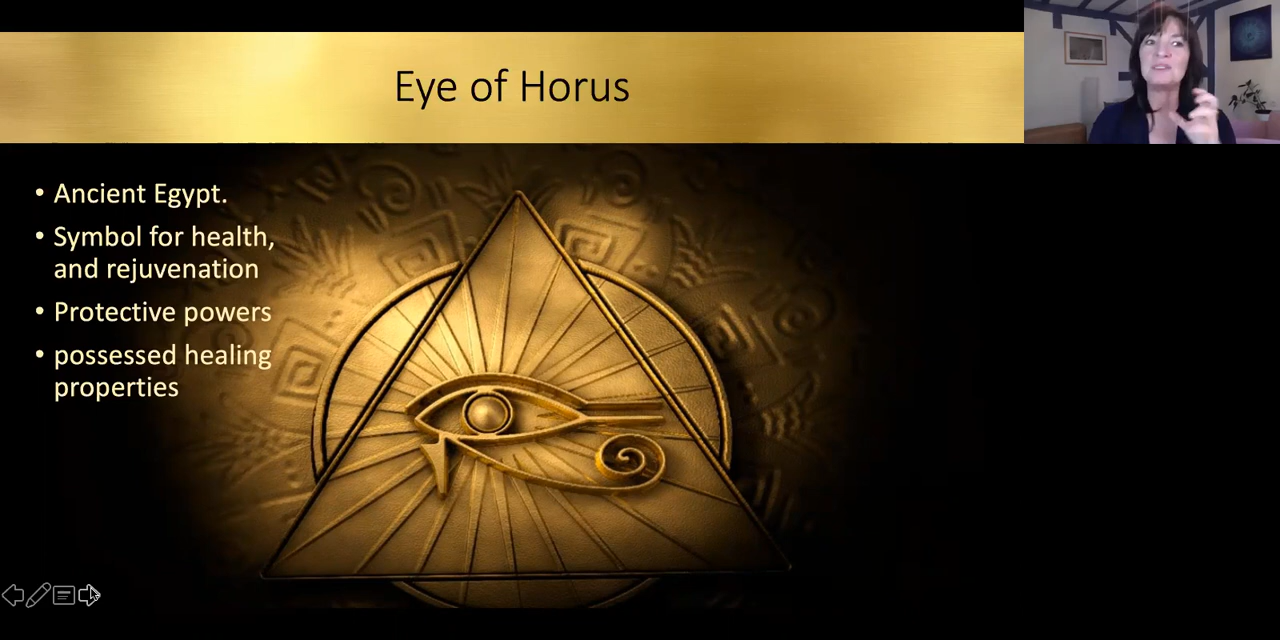 Eye of Horus
• Ancient Egypt.
• Symbol for health,
and rejuvenation
• Protective powers
• possessed healing
properties